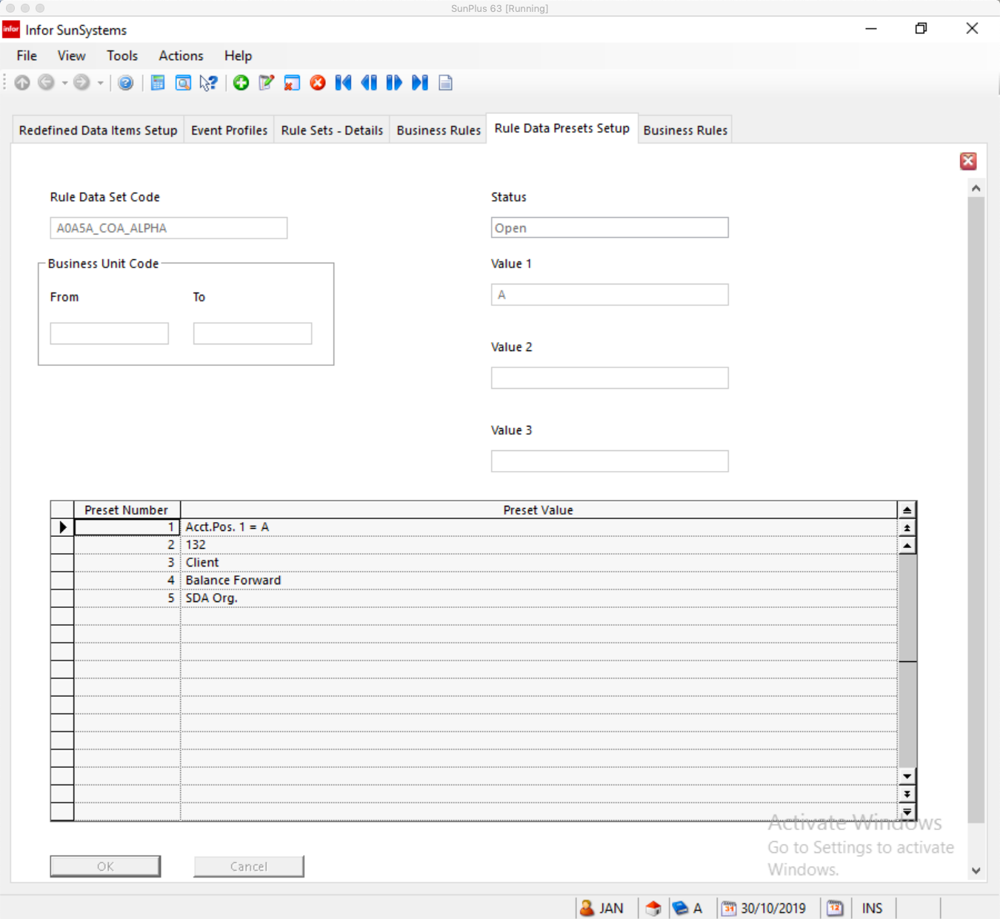 SunPlus 63 [Running]
infor Infor SunSystems
File View Tools Actions Help
Redefined Data Items Setup Event Profiles Rule Sets - Details Business Rules Rule Data Presets Setup Business Rules
Rule Data Set Code Status
A0A5A_COA_ALPHA Open
Business Unit Code Value 1
From To
A
Value 2
Value 3
Preset Number Preset Value
1 Acct.Pos. 1 = A
2 132
3 Client
4 Balance Forward
5 SDA Org.
Activate Windows
Go to Settings to activate
Windows.
OK Cancel
JAN A 31 30/10/2019 12 INS